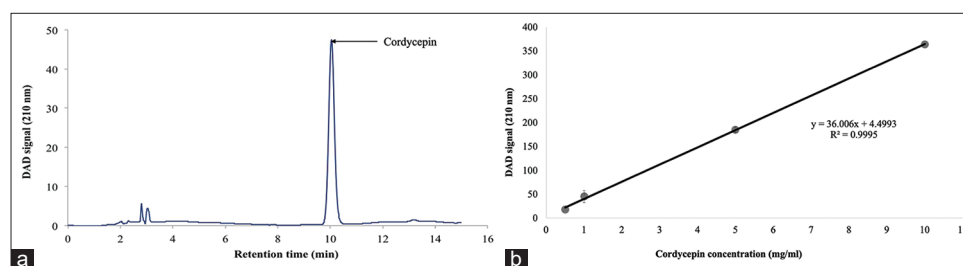 50
40
30
20
10
0
DAD signal (210 nm)
Cordycepin
0 2 4 6 8 10 12 14 16
Retention time (min)
a
400
350
300
250
200
150
100
50
0
DAD signal (210 nm)
y = 36.006x + 4.4993
R² = 0.9995
0 1 2 3 4 5 6 7 8 9 10
Cordycepin concentration (mg/ml)
b